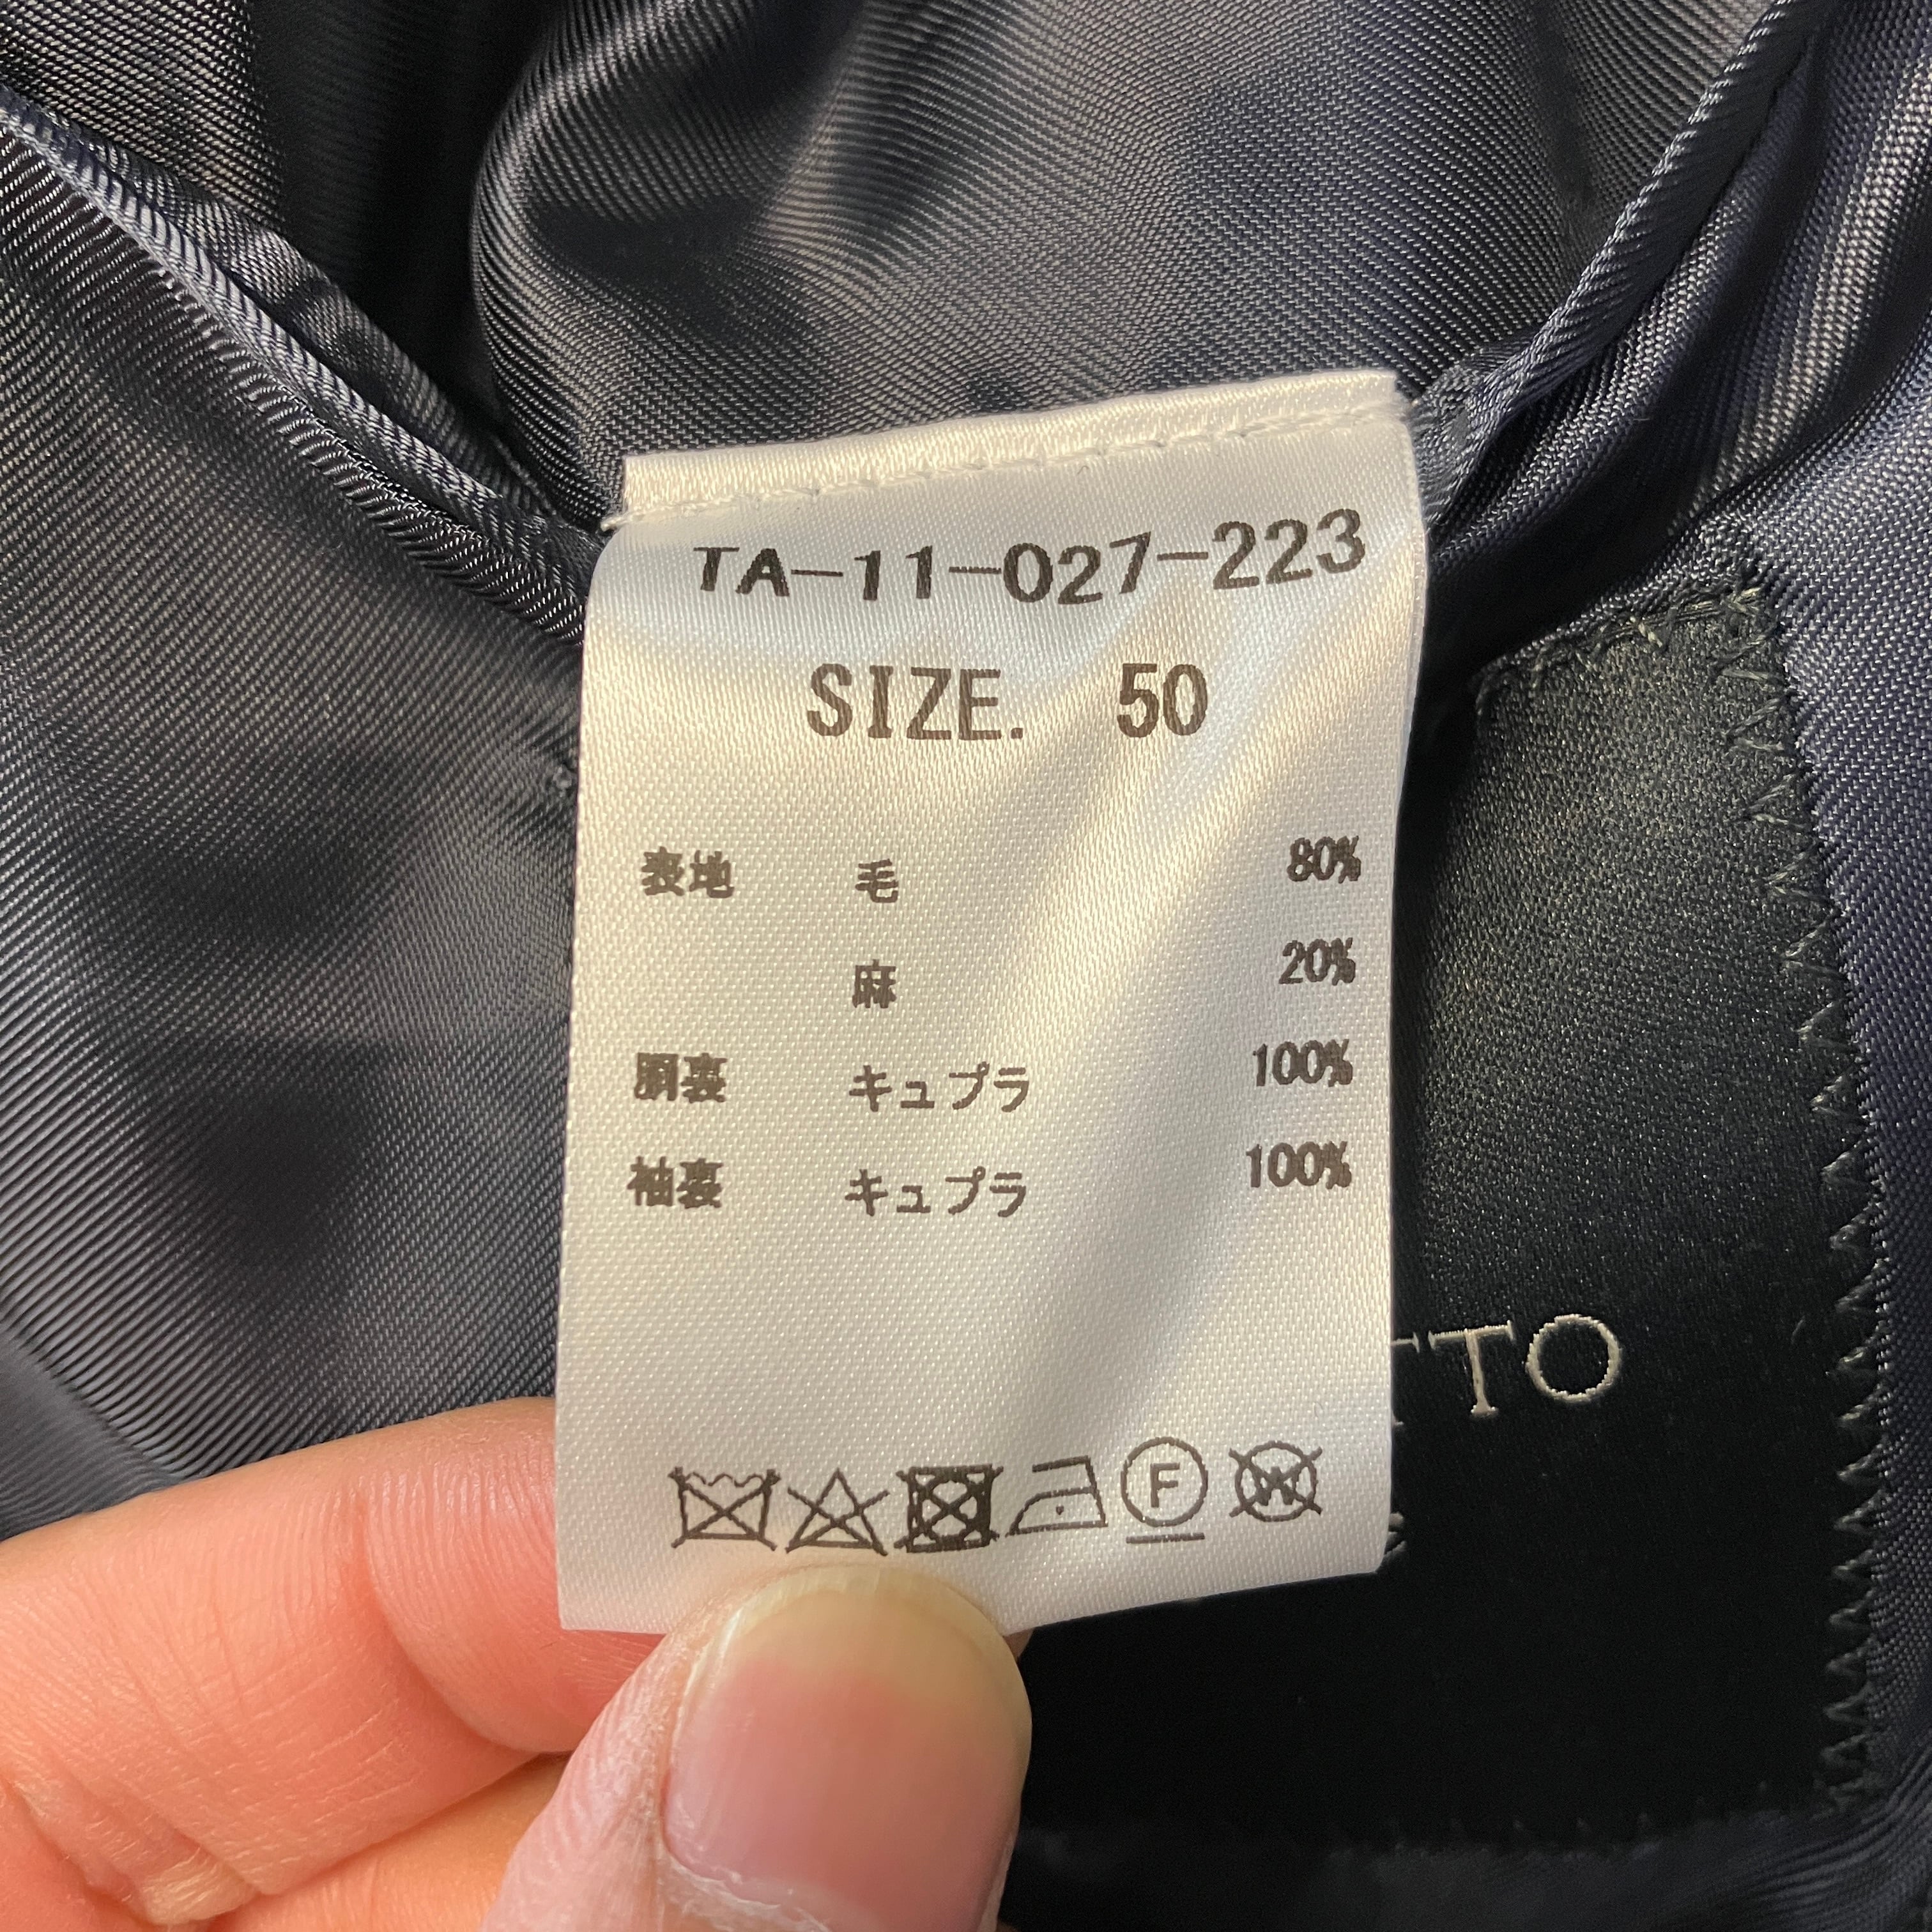 TA-11-027-223
SIZE. 50
表地 毛 80%
麻 20%
胴裏 キュプラ 100%
袖裏 キュプラ 100%
F W